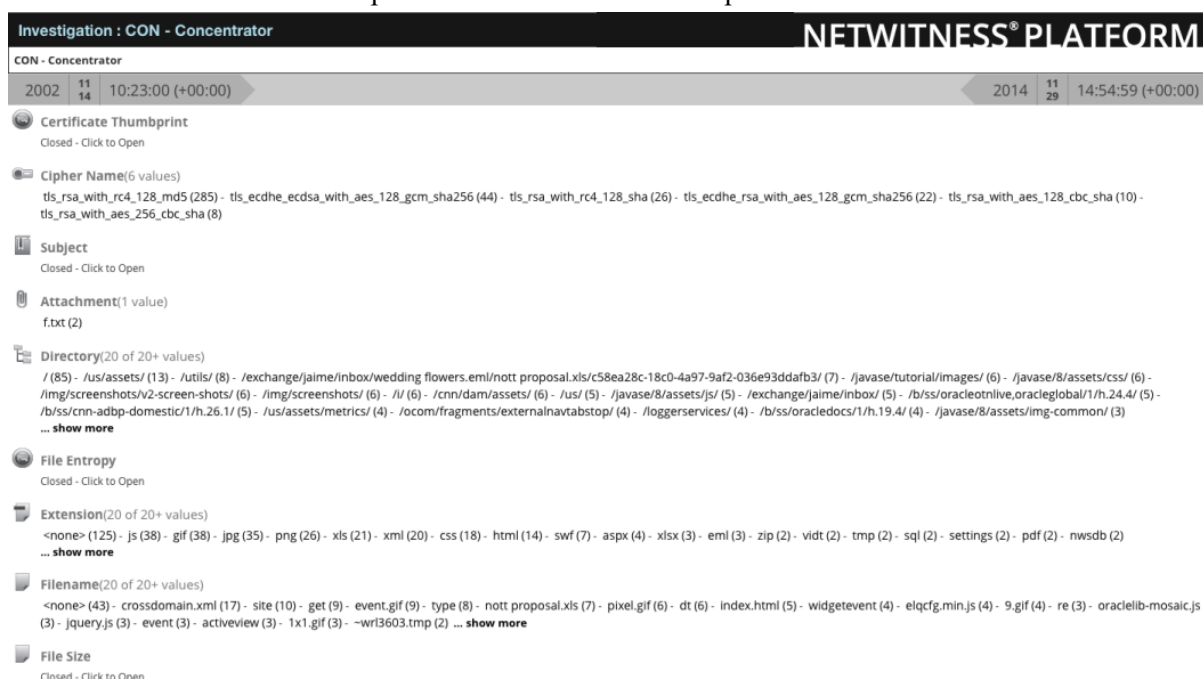 Investigation : CON - Concentrator
NETWITNESS® PLATFORM
CON - Concentrator
2002 11 14 10:23:00 (+00:00) 2014 11 29 14:54:59 (+00:00)
Certificate Thumbprint
Closed - Click to Open
Cipher Name(6 values)
tls_rsa_with_rc4_128_md5 (285) - tls_ecdhe_ecdsa_with_aes_128_gcm_sha256 (44) - tls_rsa_with_rc4_128_sha (26) - tls_ecdhe_rsa_with_aes_128_gcm_sha256 (22) - tls_rsa_with_aes_128_cbc_sha (10) -
tls_rsa_with_aes_256_cbc_sha (8)
Subject
Closed - Click to Open
Attachment(1 value)
f.txt (2)
Directory(20 of 20+ values)
/ (85) - /us/assets/ (13) - /utils/ (8) - /exchange/jaime/inbox/wedding flowers.eml/nott proposal.xls/c58ea28c-18c0-4a97-9af2-036e93ddafb3/ (7) - /javase/tutorial/images/ (6) - /javase/8/assets/css/ (6) -
/img/screenshots/v2-screen-shots/ (6) - /img/screenshots/ (6) - /i/ (6) - /cnn/dam/assets/ (6) - /us/ (5) - /javase/8/assets/js/ (5) - /exchange/jaime/inbox/ (5) - /b/ss/oracleotnlive,oracleglobal/1/h.24.4/ (5) -
/b/ss/cnn-adbp-domestic/1/h.26.1/ (5) - /us/assets/metrics/ (4) - /ocom/fragments/externalnavtabstop/ (4) - /loggerservices/ (4) - /b/ss/oracledocs/1/h.19.4/ (4) - /javase/8/assets/img-common/ (3)
... show more
File Entropy
Closed - Click to Open
Extension(20 of 20+ values)
<none> (125) - js (38) - gif (38) - jpg (35) - png (26) - xls (21) - xml (20) - css (18) - html (14) - swf (7) - aspx (4) - xlsx (3) - eml (3) - zip (2) - vidt (2) - tmp (2) - sql (2) - settings (2) - pdf (2) - nwsdb (2)
... show more
Filename(20 of 20+ values)
<none> (43) - crossdomain.xml (17) - site (10) - get (9) - event.gif (9) - type (8) - nott proposal.xls (7) - pixel.gif (6) - dt (6) - index.html (5) - widgetevent (4) - elqcfg.min.js (4) - 9.gif (4) - re (3) - oraclelib-mosaic.js
(3) - jquery.js (3) - event (3) - activeview (3) - 1x1.gif (3) - ~wrl3603.tmp (2) ... show more
File Size
Closed - Click to Open